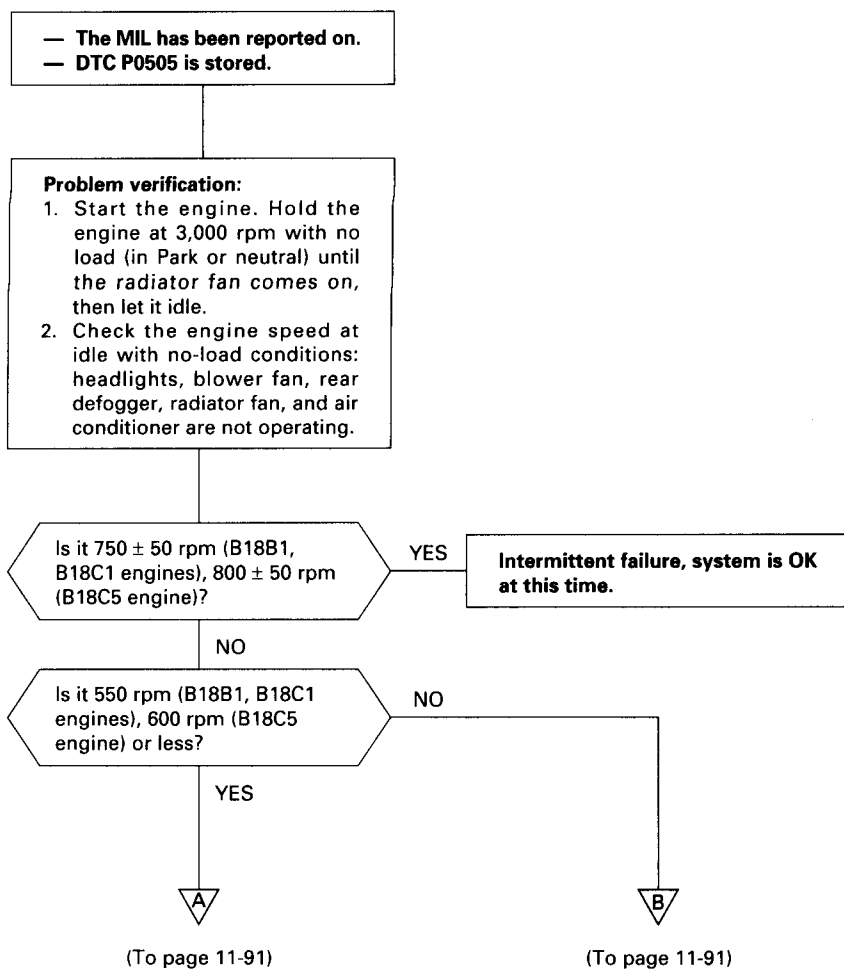 — The MIL has been reported on.
— DTC P0505 is stored.
Problem verification:
1. Start the engine. Hold the
engine at 3,000 rpm with no
load (in Park or neutral) until
the radiator fan comes on,
then let it idle.
2. Check the engine speed at
idle with no-load conditions:
headlights, blower fan, rear
defogger, radiator fan, and air
conditioner are not operating.
Is it 750 ± 50 rpm (B18B1,
B18C1 engines), 800 ± 50 rpm
(B18C5 engine)?
YES
Intermittent failure, system is OK
at this time.
NO
Is it 550 rpm (B18B1, B18C1
engines), 600 rpm (B18C5
engine) or less?
NO
YES
A
B
(To page 11-91)
(To page 11-91)